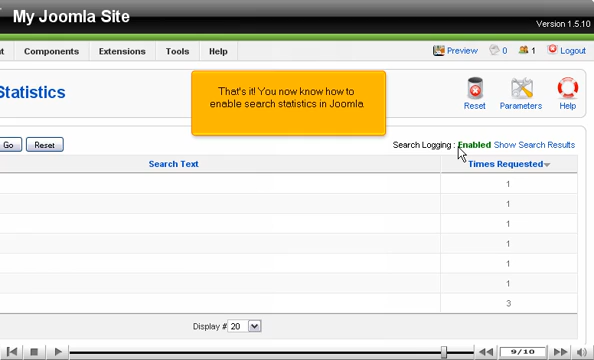 My Joomla Site
Version 1.5.10
Components Extensions Tools Help Preview 0 1 Logout
Statistics
That's it! You now know how to
enable search statistics in Joomla
Reset Parameters Help
Go Reset
Search Logging : Enabled Show Search Results
Search Text Times Requested
1
1
1
1
1
1
3
Display # 20
9/10